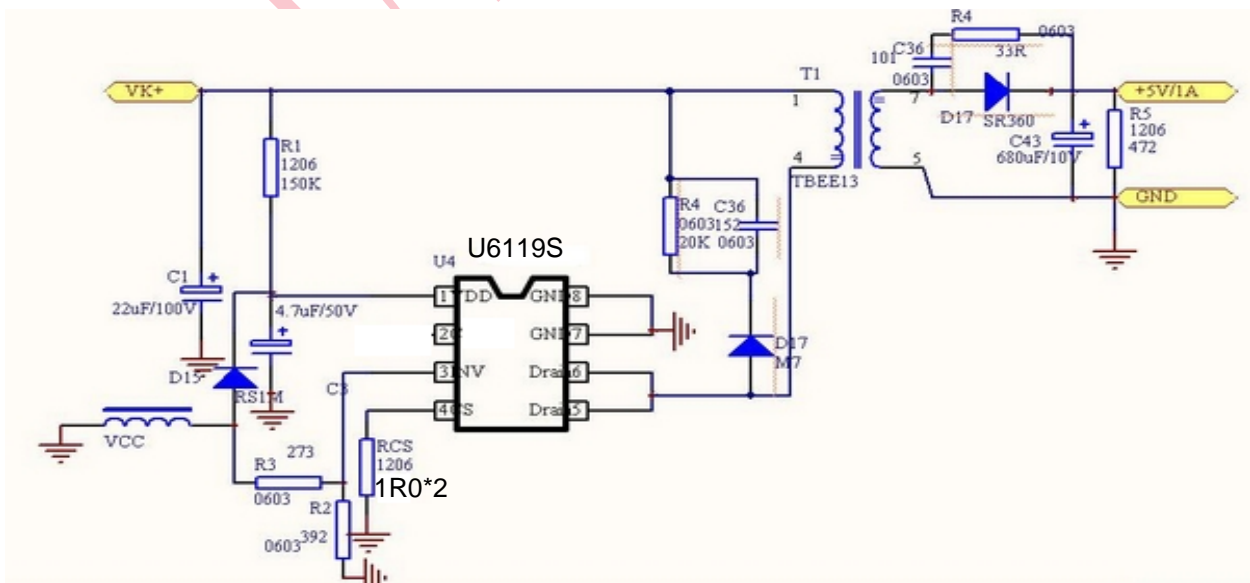 R4
0603
33R
C36
101
0603
T1
VK+
1
7
+5V/1A
D17
SR360
R5
1206
472
C43
680uF/10V
R1
1206
150K
4
5
TBEE13
GND
R4
0603
20K
C36
152
0603
U6119S
U4
C1
22uF/100V
4.7uF/50V
1 VDD
GND 8
2
GND 7
3 INV
Drain 6
4 CS
Drain 5
D17
M7
D15
RS1M
C3
VCC
R3
273
0603
RCS
1206
1R0*2
R2
392
0603